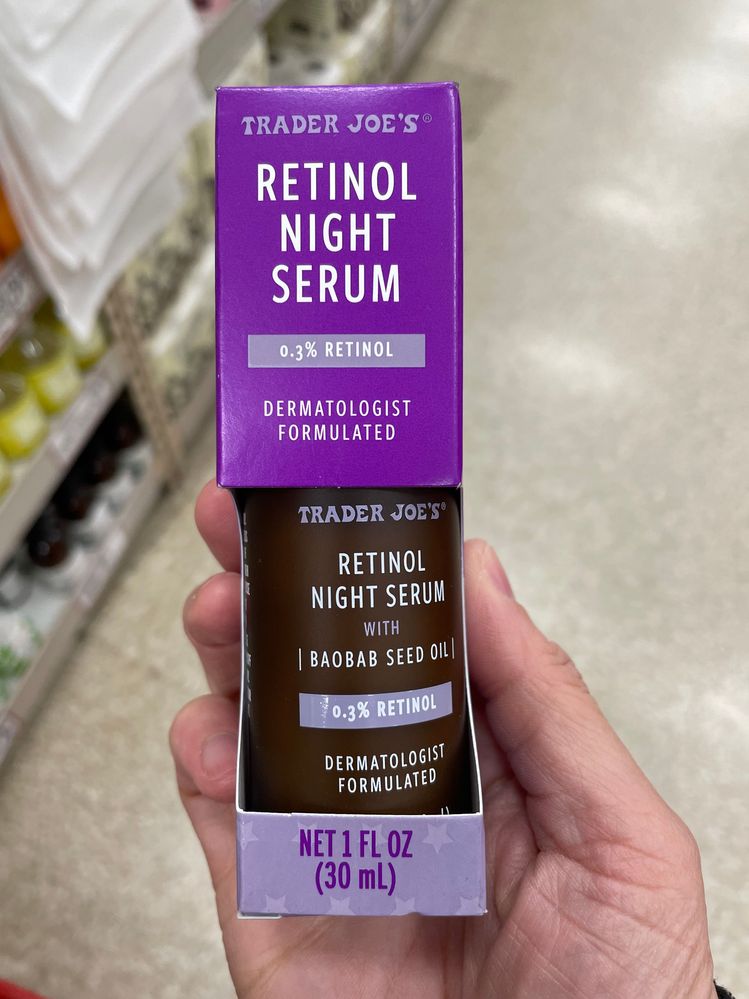 TRADER JOE'S®
RETINOL
NIGHT
SERUM
0.3% RETINOL
DERMATOLOGIST
FORMULATED
TRADER JOE'S®
RETINOL
NIGHT SERUM
WITH
| BAOBAB SEED OIL |
0.3% RETINOL
DERMATOLOGIST
FORMULATED
NET 1 FL OZ
(30 mL)